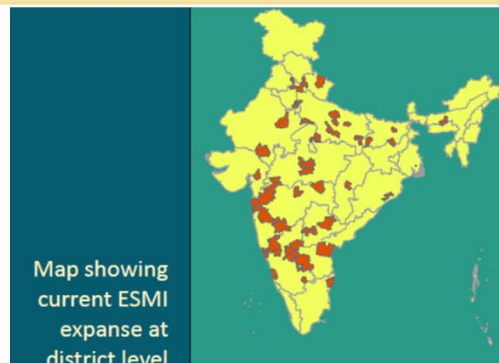 Map showing
current ESMI
expanse at
district level